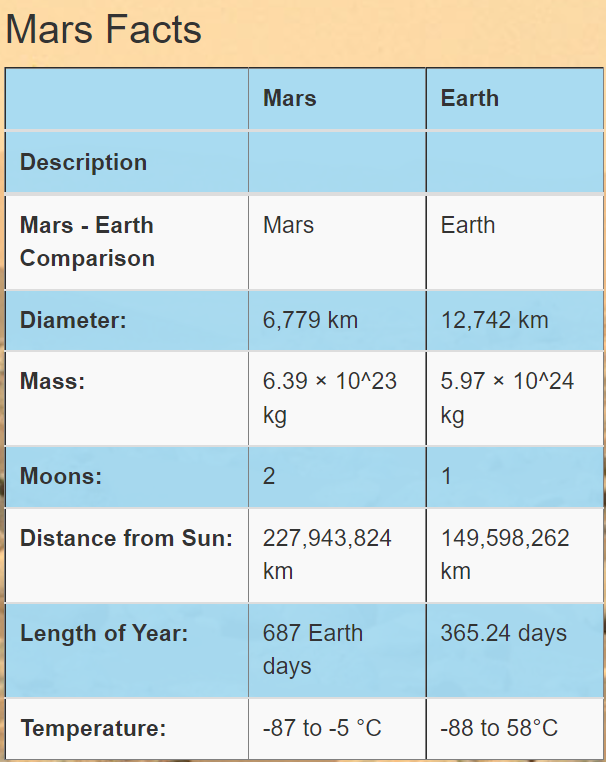 Mars Facts
Mars Earth
Description
Mars - Earth Mars Earth
Comparison
Diameter: 6,779 km 12,742 km
Mass: 6.39 × 10^23 5.97 × 10^24
kg kg
Moons: 2 1
Distance from Sun: 227,943,824 149,598,262
km km
Length of Year: 687 Earth 365.24 days
days
Temperature: -87 to -5 °C -88 to 58°C